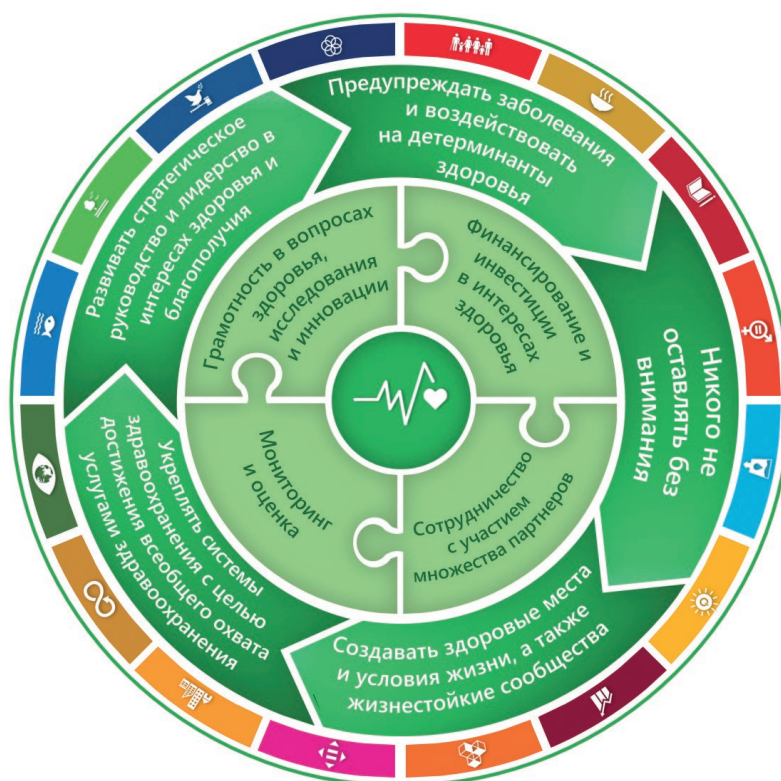 Предупреждать заболевания
и воздействовать
на детерминанты
здоровья
Никого не
оставлять без
внимания
Создавать здоровые места
и условия жизни, а также
жизнестойкие сообщества
Укреплять системы
здравоохранения с целью
достижения всеобщего охвата
услугами здравоохранения
Развивать стратегическое
руководство и лидерство в
интересах здоровья и
благополучия
Грамотность в вопросах
здоровья,
исследования
и инновации
Финансирование и
инвестиции
в интересах
здоровья
Сотрудничество
с участием
множества партнеров
Мониторинг
и оценка